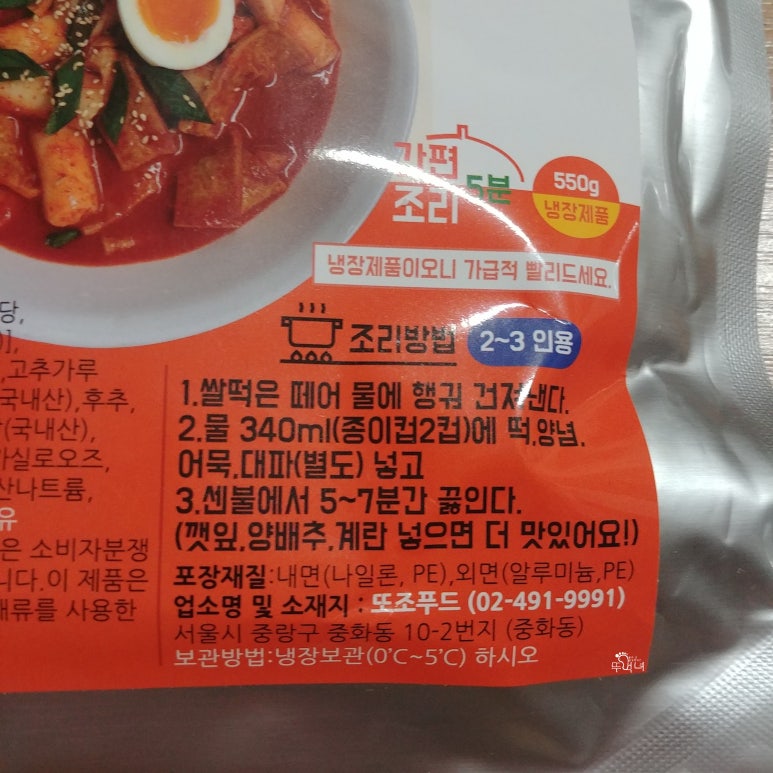 간편
조리
5분
550g
냉장제품
냉장제품이오니 가급적 빨리드세요.
조리방법 2~3 인용
1.쌀떡은 떼어 물에 헹궈 건져낸다.
2.물 340ml(종이컵2컵)에 떡,양념,
어묵,대파(별도) 넣고
3.센불에서 5~7분간 끓인다.
(깻잎,양배추,계란 넣으면 더 맛있어요!)
포장재질:내면(나일론, PE),외면(알루미늄,PE)
업소명 및 소재지 : 또조푸드 (02-491-9991)
서울시 중랑구 중화동 10-2번지 (중화동)
보관방법:냉장보관(0℃~5℃) 하시오
당,
],
,고추가루
국내산),후추,
(국내산),
실로오즈,
산나트륨,
유
은 소비자분쟁
니다.이 제품은
류를 사용한
뚜벅녀